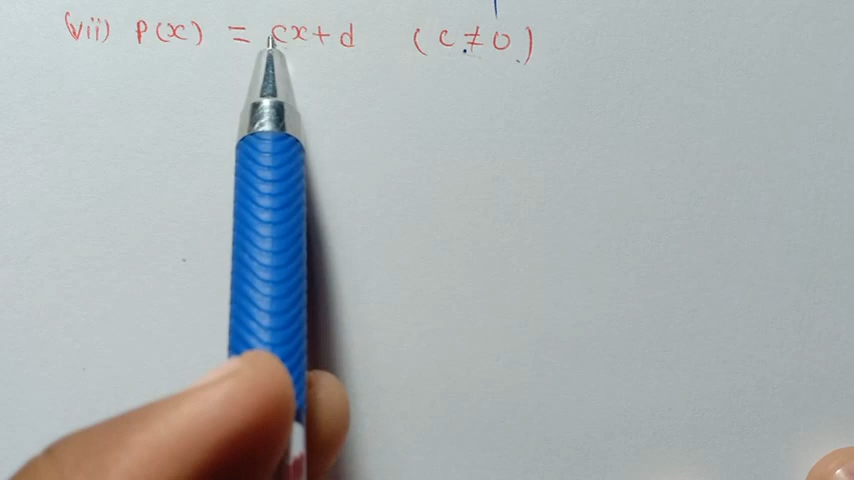 (vii) P(x) = cx+d (c≠0)